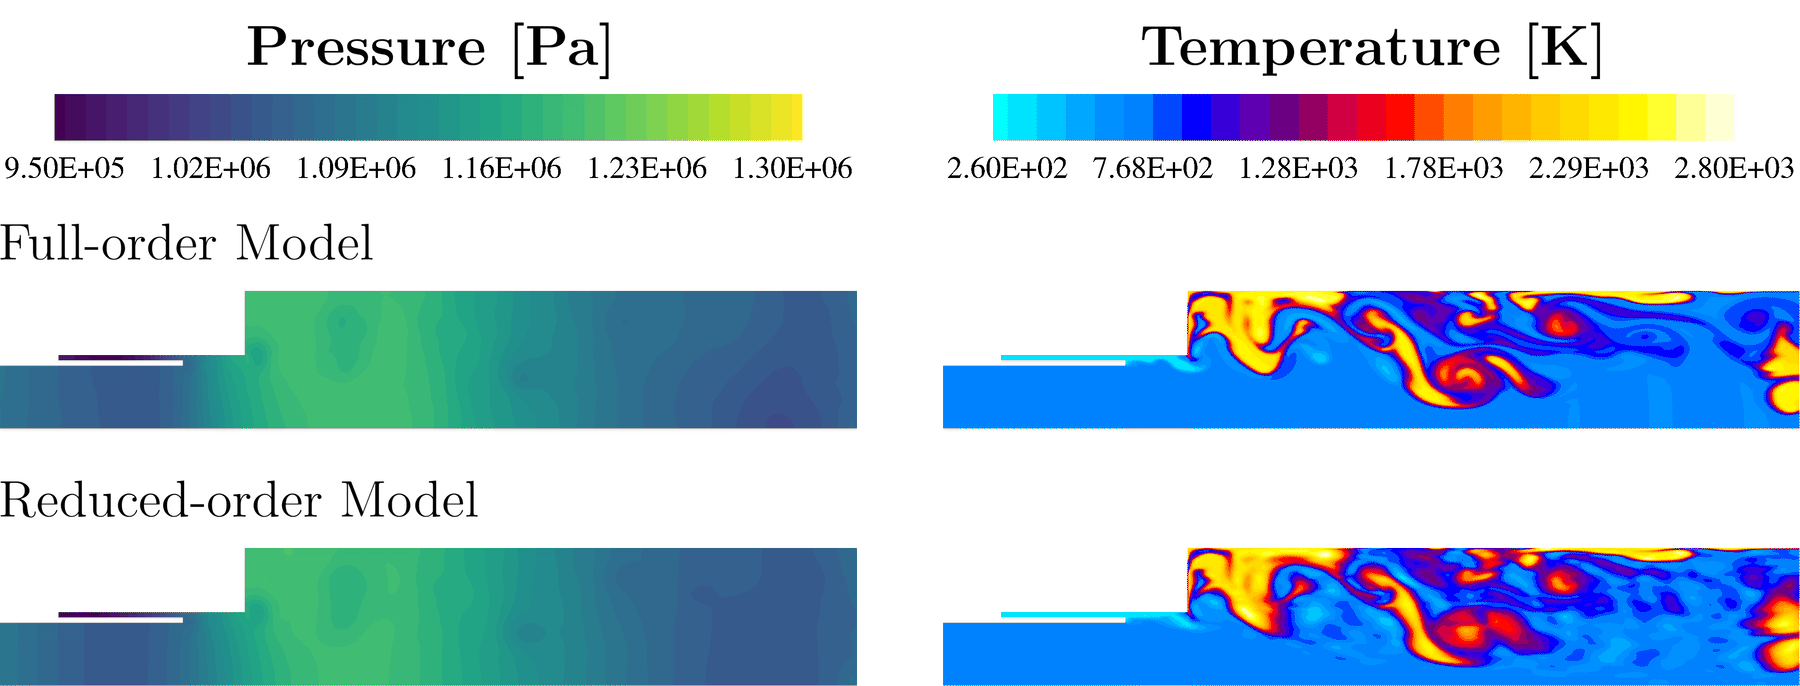 Pressure [Pa]
Temperature [K]
9.50E+05 1.02E+06 1.09E+06 1.16E+06 1.23E+06 1.30E+06
2.60E+02 7.68E+02 1.28E+03 1.78E+03 2.29E+03 2.80E+03
Full-order Model
Reduced-order Model